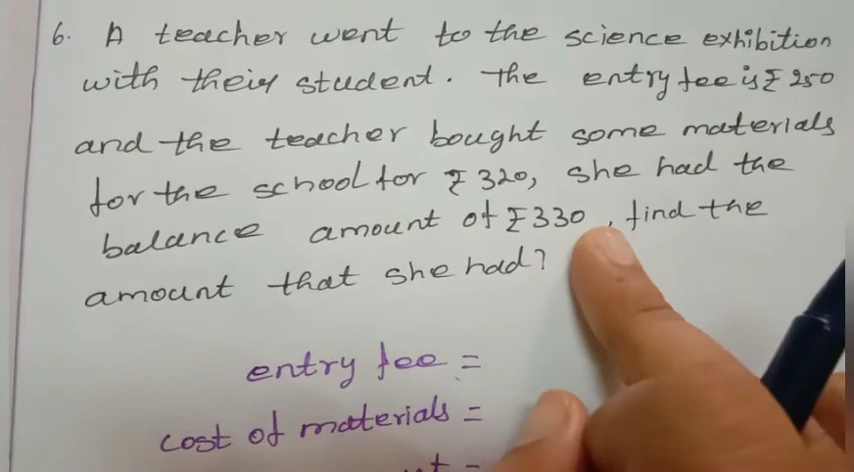 6. A teacher went to the science exhibition
with their student. The entry fee is ₹ 250
and the teacher bought some materials
for the school for ₹ 320, she had the
balance amount of ₹330, find the
amount that she had?
entry fee =
cost of materials =